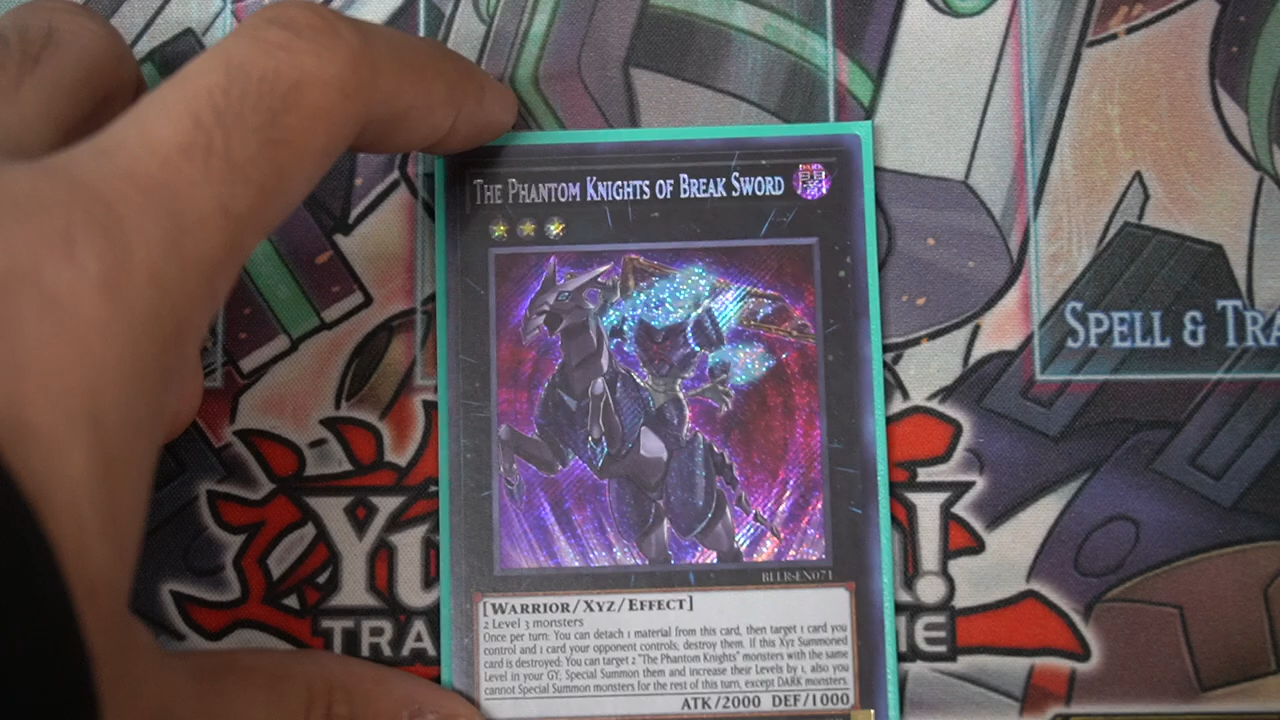 THE PHANTOM KNIGHTS OF BREAK SWORD 闇
SPELL & TRA
BLLR-EN071
[WARRIOR/XYZ/EFFECT]
2 Level 3 monsters
Once per turn: You can detach 1 material from this card, then target 1 card you
control and 1 card your opponent controls; destroy them. If this Xyz Summoned
card is destroyed: You can target 2 "The Phantom Knights" monsters with the same
Level in your GY; Special Summon them and increase their Levels by 1, also you
cannot Special Summon monsters for the rest of this turn, except DARK monsters.
ATK/2000 DEF/1000
YU !
TRA ME